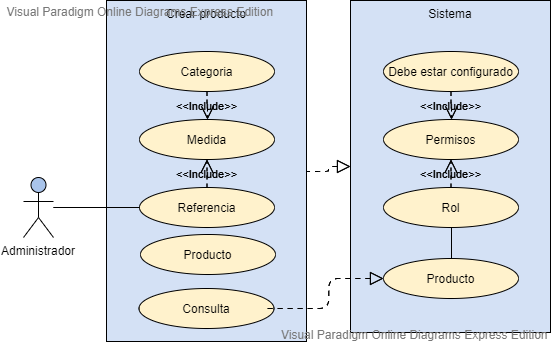 Visual Paradigm Online Diagrams Express Edition
Crear producto
Sistema
Categoria
Debe estar configurado
<<Include>>
<<Include>>
Medida
Permisos
<<Include>>
<<Include>>
Referencia
Rol
Administrador
Producto
Producto
Consulta
Visual Paradigm Online Diagrams Express Edition